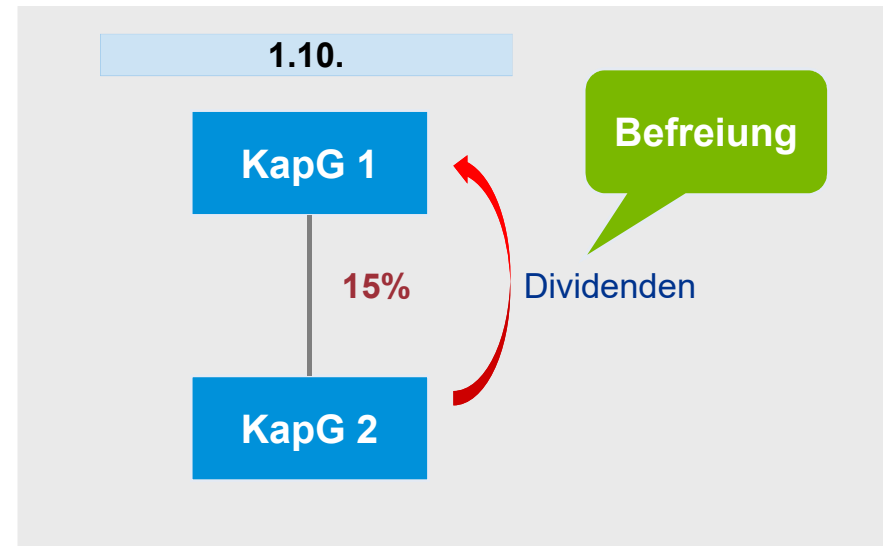 1.10.
Befreiung
KapG 1
15%
Dividenden
KapG 2